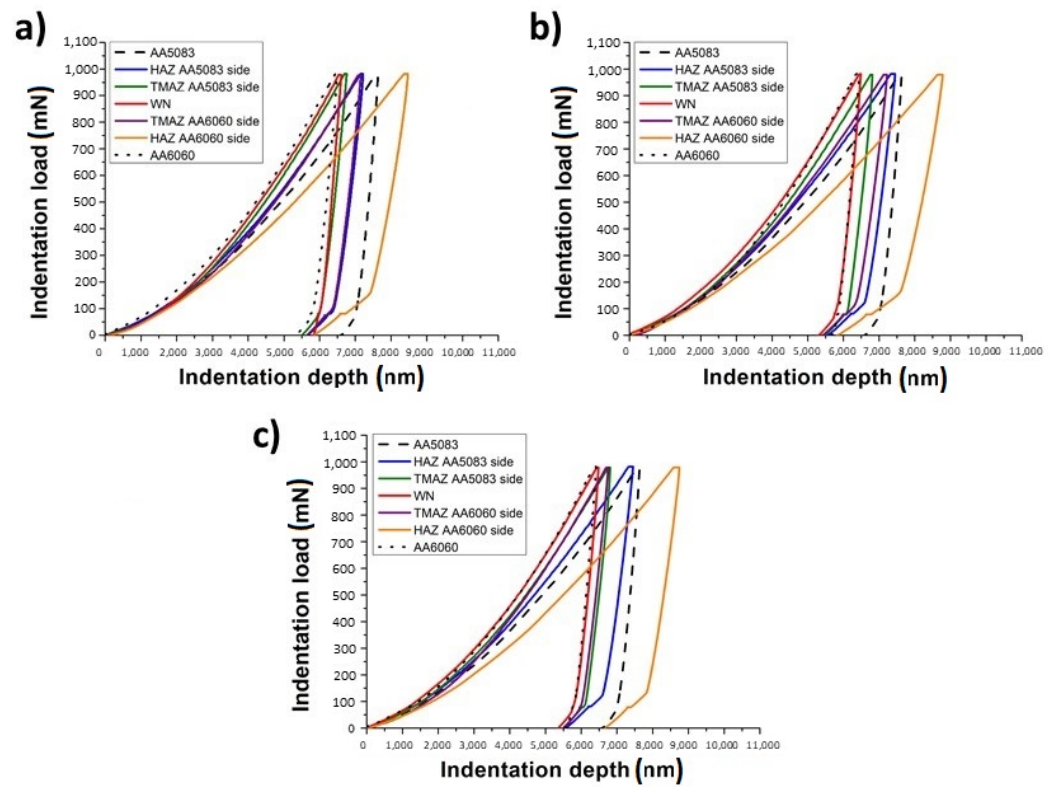 a)
1,100
1,000
900
800
700
600
500
400
300
200
100
0
Indentation load (mN)
AA5083
HAZ AA5083 side
TMAZ AA5083 side
WN
TMAZ AA6060 side
HAZ AA6060 side
AA6060
0 1,000 2,000 3,000 4,000 5,000 6,000 7,000 8,000 9,000 10,000 11,000
Indentation depth (nm)
b)
1,100
1,000
900
800
700
600
500
400
300
200
100
0
Indentation load (mN)
AA5083
HAZ AA5083 side
TMAZ AA5083 side
WN
TMAZ AA6060 side
HAZ AA6060 side
AA6060
0 1,000 2,000 3,000 4,000 5,000 6,000 7,000 8,000 9,000 10,000 11,000
Indentation depth (nm)
c)
1,100
1,000
900
800
700
600
500
400
300
200
100
0
Indentation load (mN)
AA5083
HAZ AA5083 side
TMAZ AA5083 side
WN
TMAZ AA6060 side
HAZ AA6060 side
AA6060
0 1,000 2,000 3,000 4,000 5,000 6,000 7,000 8,000 9,000 10,000 11,000
Indentation depth (nm)